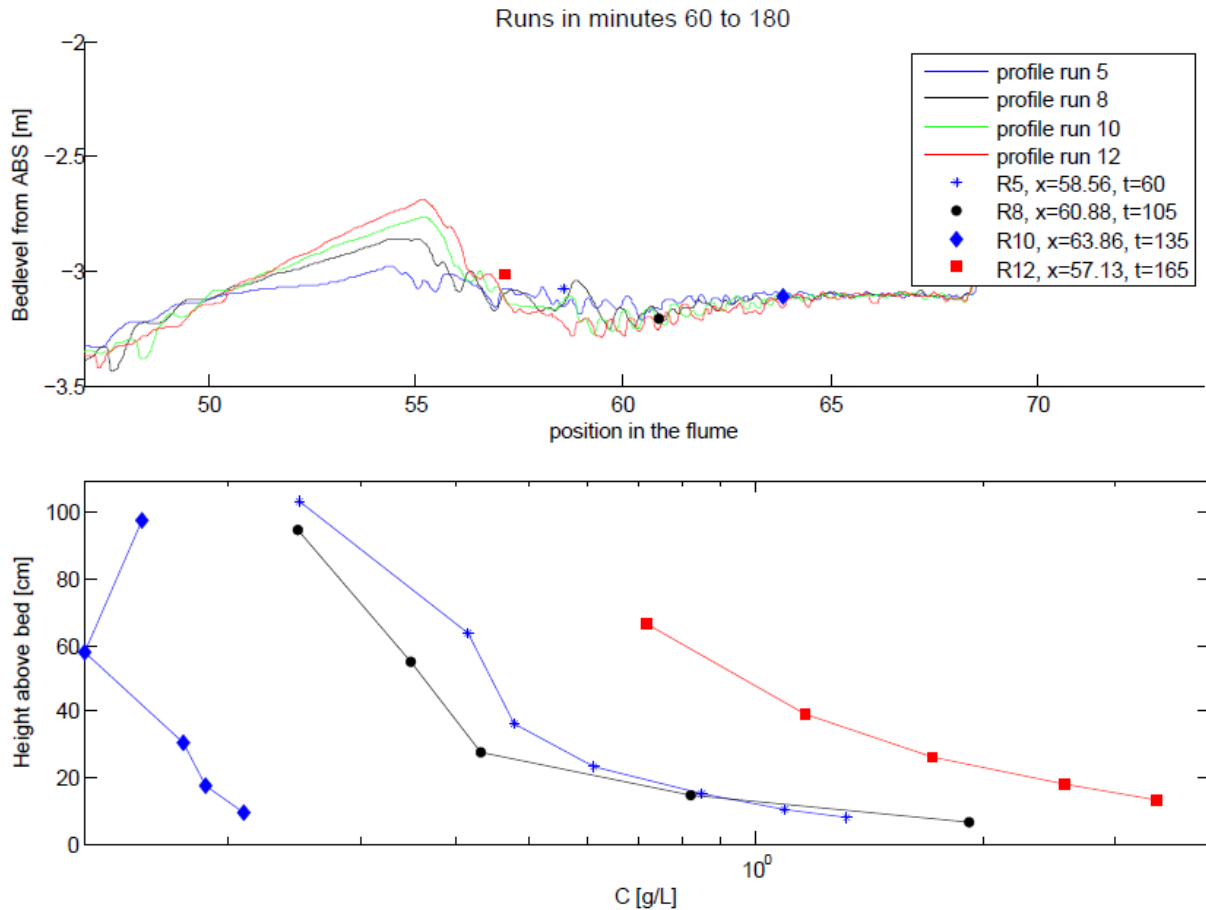 Runs in minutes 60 to 180
Bedlevel from ABS [m]
−2
−2.5
−3
−3.5
50
55
60
65
70
position in the flume
profile run 5
profile run 8
profile run 10
profile run 12
R5, x=58.56, t=60
R8, x=60.88, t=105
R10, x=63.86, t=135
R12, x=57.13, t=165
Height above bed [cm]
100
80
60
40
20
0
10⁰
C [g/L]